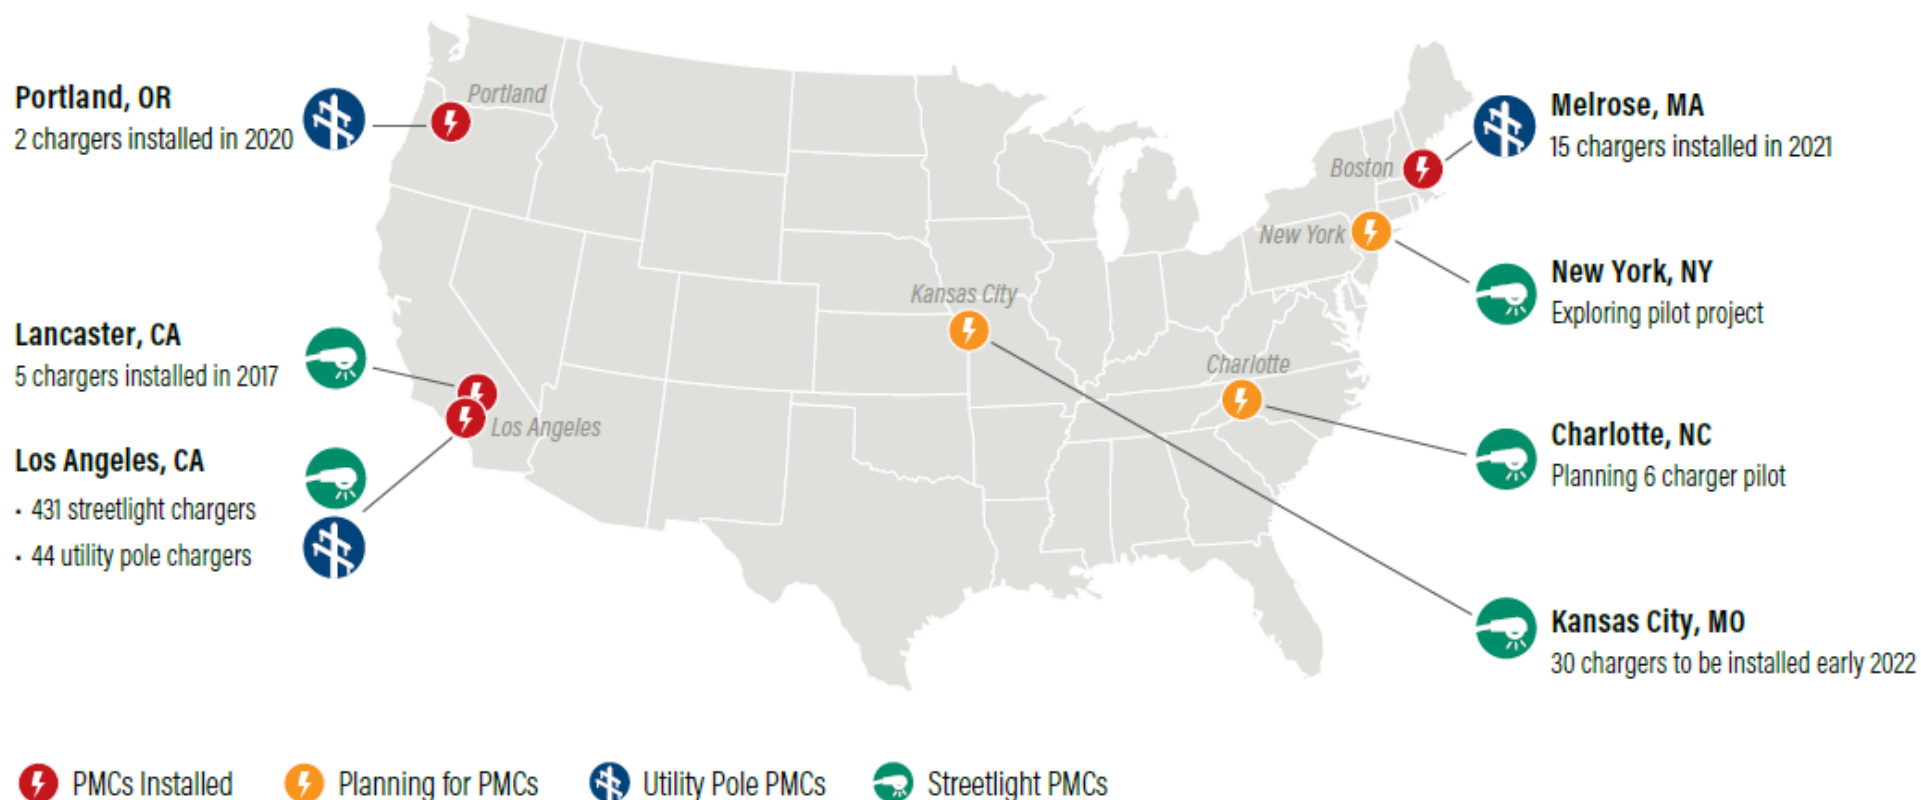 Portland, OR
2 chargers installed in 2020
Portland
Lancaster, CA
5 chargers installed in 2017
Los Angeles
Los Angeles, CA
· 431 streetlight chargers
· 44 utility pole chargers
Kansas City
Charlotte
Boston
New York
Melrose, MA
15 chargers installed in 2021
New York, NY
Exploring pilot project
Charlotte, NC
Planning 6 charger pilot
Kansas City, MO
30 chargers to be installed early 2022
PMCs Installed
Planning for PMCs
Utility Pole PMCs
Streetlight PMCs